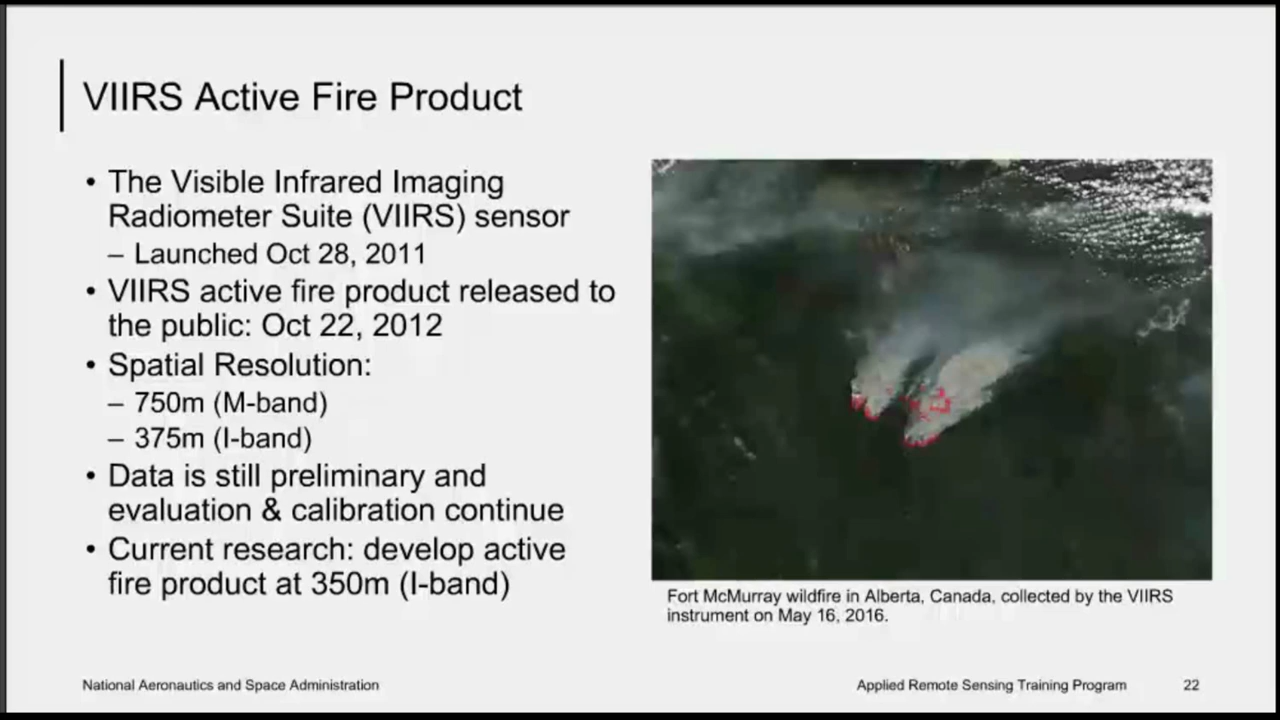 VIIRS Active Fire Product
• The Visible Infrared Imaging
Radiometer Suite (VIIRS) sensor
– Launched Oct 28, 2011
• VIIRS active fire product released to
the public: Oct 22, 2012
• Spatial Resolution:
– 750m (M-band)
– 375m (I-band)
• Data is still preliminary and
evaluation & calibration continue
• Current research: develop active
fire product at 350m (I-band)
Fort McMurray wildfire in Alberta, Canada, collected by the VIIRS
instrument on May 16, 2016.
National Aeronautics and Space Administration
Applied Remote Sensing Training Program
22